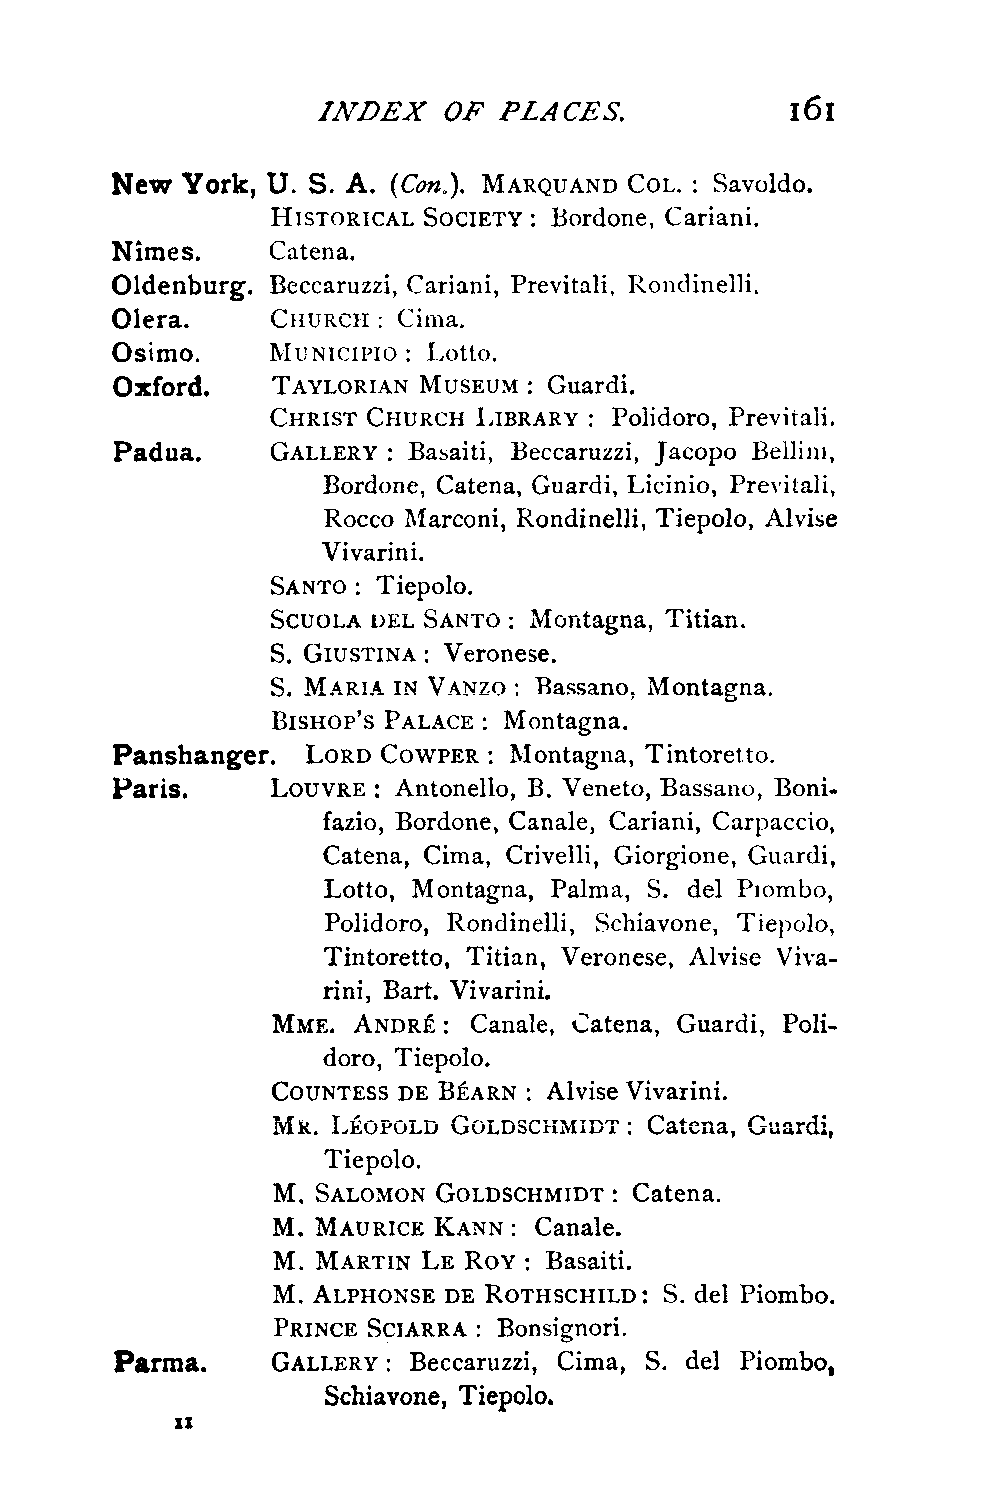 INDEX OF PLACES. 161
New York, U. S. A. (Con.). MARQUAND COL. : Savoldo.
HISTORICAL SOCIETY : Bordone, Cariani.
Nîmes. Catena.
Oldenburg. Beccaruzzi, Cariani, Previtali, Rondinelli.
Olera. CHURCH : Cima.
Osimo. MUNICIPIO : Lotto.
Oxford. TAYLORIAN MUSEUM : Guardi.
CHRIST CHURCH LIBRARY : Polidoro, Previtali.
Padua. GALLERY : Basaiti, Beccaruzzi, Jacopo Bellini,
Bordone, Catena, Guardi, Licinio, Previtali,
Rocco Marconi, Rondinelli, Tiepolo, Alvise
Vivarini.
SANTO : Tiepolo.
SCUOLA DEL SANTO : Montagna, Titian.
S. GIUSTINA : Veronese.
S. MARIA IN VANZO : Bassano, Montagna.
BISHOP'S PALACE : Montagna.
Panshanger. LORD COWPER : Montagna, Tintoretto.
Paris. LOUVRE : Antonello, B. Veneto, Bassano, Boni-
fazio, Bordone, Canale, Cariani, Carpaccio,
Catena, Cima, Crivelli, Giorgione, Guardi,
Lotto, Montagna, Palma, S. del Piombo,
Polidoro, Rondinelli, Schiavone, Tiepolo,
Tintoretto, Titian, Veronese, Alvise Viva-
rini, Bart. Vivarini.
MME. ANDRÉ : Canale, Catena, Guardi, Poli-
doro, Tiepolo.
COUNTESS DE BÉARN : Alvise Vivarini.
MR. LÉOPOLD GOLDSCHMIDT : Catena, Guardi,
Tiepolo.
M. SALOMON GOLDSCHMIDT : Catena.
M. MAURICE KANN : Canale.
M. MARTIN LE ROY : Basaiti.
M. ALPHONSE DE ROTHSCHILD : S. del Piombo.
PRINCE SCIARRA : Bonsignori.
Parma. GALLERY : Beccaruzzi, Cima, S. del Piombo,
Schiavone, Tiepolo.
11